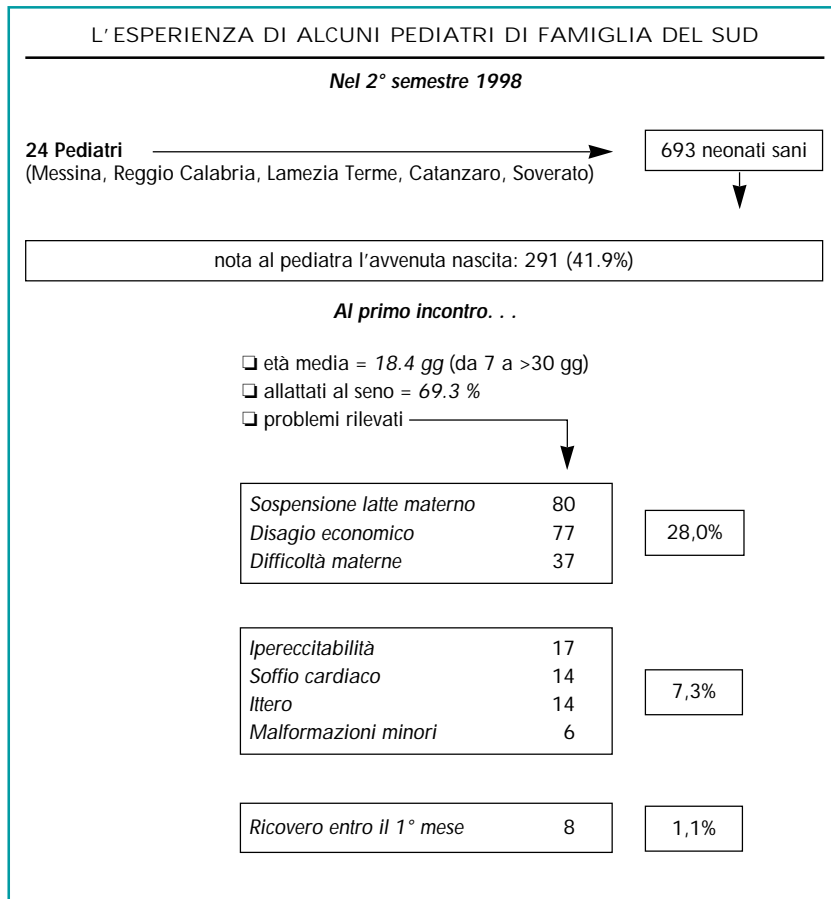 L'ESPERIENZA DI ALCUNI PEDIATRI DI FAMIGLIA DEL SUD
Nel 2° semestre 1998
24 Pediatri
693 neonati sani
(Messina, Reggio Calabria, Lamezia Terme, Catanzaro, Soverato)
nota al pediatra l'avvenuta nascita: 291 (41.9%)
Al primo incontro. . .
❏ età media = 18.4 gg (da 7 a >30 gg)
❏ allattati al seno = 69.3 %
❏ problemi rilevati
Sospensione latte materno 80
Disagio economico 77
Difficoltà materne 37
28,0%
Ipereccitabilità 17
Soffio cardiaco 14
Ittero 14
Malformazioni minori 6
7,3%
Ricovero entro il 1° mese 8
1,1%